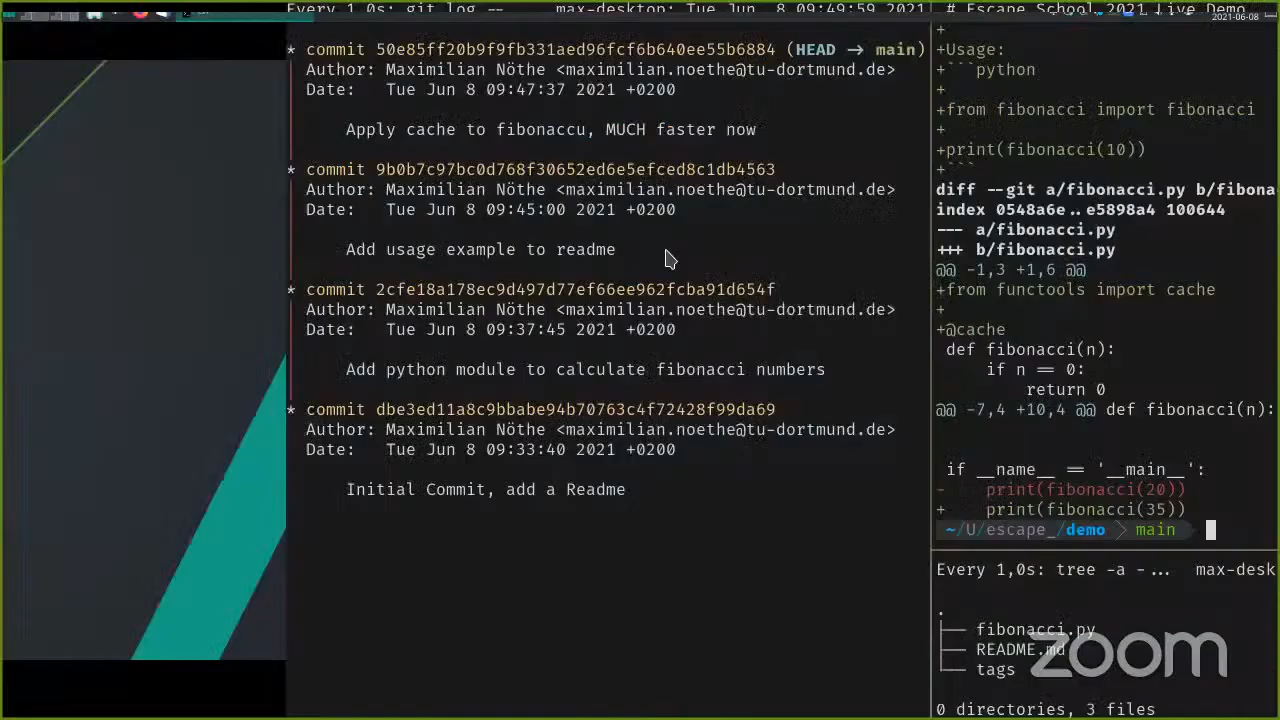 Every 1,0s: git log -- max-desktop: Tue Jun 8 09:49:59 2021
* commit 50e85ff20b9f9fb331aed96fcf6b640ee55b6884 (HEAD → main)
Author: Maximilian Nöthe <maximilian.noethe@tu-dortmund.de>
Date: Tue Jun 8 09:47:37 2021 +0200
Apply cache to fibonaccu, MUCH faster now
* commit 9b0b7c97bc0d768f30652ed6e5efced8c1db4563
Author: Maximilian Nöthe <maximilian.noethe@tu-dortmund.de>
Date: Tue Jun 8 09:45:00 2021 +0200
Add usage example to readme
* commit 2cfe18a178ec9d497d77ef66ee962fcba91d654f
Author: Maximilian Nöthe <maximilian.noethe@tu-dortmund.de>
Date: Tue Jun 8 09:37:45 2021 +0200
Add python module to calculate fibonacci numbers
* commit dbe3ed11a8c9bbabe94b70763c4f72428f99da69
Author: Maximilian Nöthe <maximilian.noethe@tu-dortmund.de>
Date: Tue Jun 8 09:33:40 2021 +0200
Initial Commit, add a Readme
# Escape School 2021 Live Demo
2021-06-08
+
+Usage:
+```python
+
+from fibonacci import fibonacci
+
+print(fibonacci(10))
+```
diff --git a/fibonacci.py b/fibona
index 0548a6e..e5898a4 100644
--- a/fibonacci.py
+++ b/fibonacci.py
@@ -1,3 +1,6 @@
+from functools import cache
+
+@cache
def fibonacci(n):
if n == 0:
return 0
@@ -7,4 +10,4 @@ def fibonacci(n):
if __name__ == '__main__':
- print(fibonacci(20))
+ print(fibonacci(35))
~/U/escape_/demo main
Every 1,0s: tree -a -... max-desk
.
├── fibonacci.py
├── README.md
└── tags
0 directories, 3 files
zoom